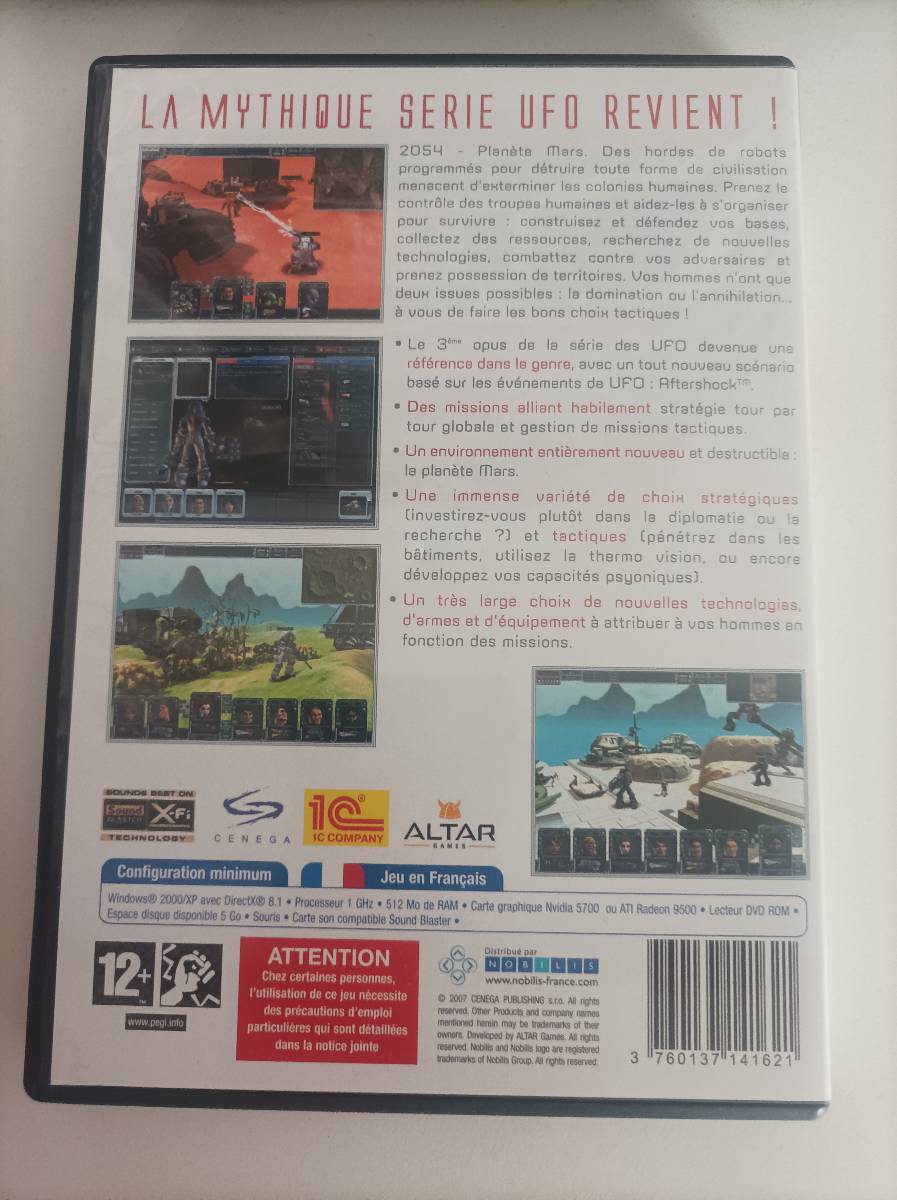 LA MYTHIQUE SERIE UFO REVIENT !
2054 - Planète Mars. Des hordes de robots
programmés pour détruire toute forme de civilisation
menacent d'exterminer les colonies humaines. Prenez le
contrôle des troupes humaines et aidez-les à s'organiser
pour survivre : construisez et défendez vos bases,
collectez des ressources, recherchez de nouvelles
technologies, combattez contre vos adversaires et
prenez possession de territoires. Vos hommes n'ont que
deux issues possibles : la domination ou l'annihilation...
à vous de faire les bons choix tactiques !
• Le 3ème opus de la série des UFO devenue une
référence dans le genre, avec un tout nouveau scénario
basé sur les événements de UFO : Aftershock™.
• Des missions alliant habilement stratégie tour par
tour globale et gestion de missions tactiques.
• Un environnement entièrement nouveau et destructible :
la planète Mars.
• Une immense variété de choix stratégiques
(investirez-vous plutôt dans la diplomatie ou la
recherche ?) et tactiques (pénétrez dans les
bâtiments, utilisez la thermo vision, ou encore
développez vos capacités psyoniques).
• Un très large choix de nouvelles technologies,
d'armes et d'équipement à attribuer à vos hommes en
fonction des missions.
SOUNDS BEST ON
Sound BLASTER X-Fi
TECHNOLOGY
CENEGA
1C
1C COMPANY
ALTAR
GAMES
Configuration minimum
Jeu en Français
Windows® 2000/XP avec DirectX® 8.1 • Processeur 1 GHz • 512 Mo de RAM • Carte graphique Nvidia 5700 ou ATI Radeon 9500 • Lecteur DVD ROM •
Espace disque disponible 5 Go • Souris • Carte son compatible Sound Blaster •
12+
™
www.pegi.info
ATTENTION
Chez certaines personnes,
l'utilisation de ce jeu nécessite
des précautions d'emploi
particulières qui sont détaillées
dans la notice jointe
Distribué par
NOBILIS
www.nobilis-france.com
© 2007 CENEGA PUBLISHING s.r.o. All rights
reserved. Other Products and company names
mentioned herein may be trademarks of their
owners. Developed by ALTAR Games. All rights
reserved. Nobilis and Nobilis logo are registered
trademarks of Nobilis Group. All rights reserved.
3 760137 141621